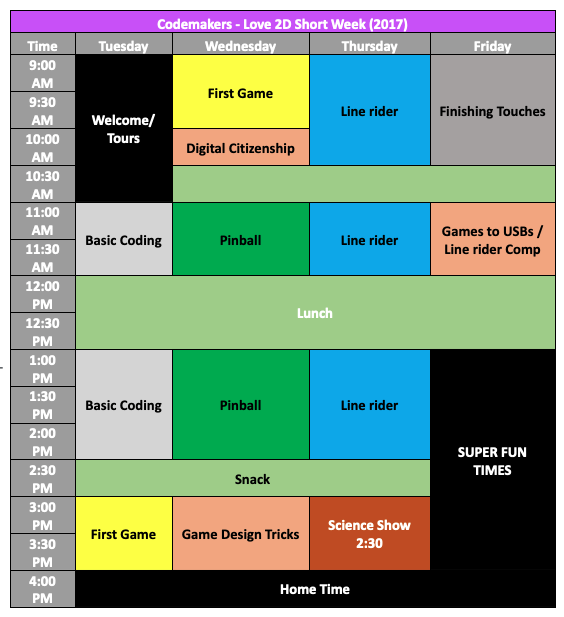 Codemakers - Love 2D Short Week (2017)
Time Tuesday Wednesday Thursday Friday
9:00
AM
9:30
AM
10:00
AM
10:30
AM
11:00
AM
11:30
AM
12:00
PM
12:30
PM
1:00
PM
1:30
PM
2:00
PM
2:30
PM
3:00
PM
3:30
PM
4:00
PM
Welcome/
Tours
First Game
Digital Citizenship
Line rider
Finishing Touches
Basic Coding
Pinball
Line rider
Games to USBs /
Line rider Comp
Lunch
Basic Coding
Pinball
Line rider
SUPER FUN
TIMES
Snack
First Game
Game Design Tricks
Science Show
2:30
Home Time